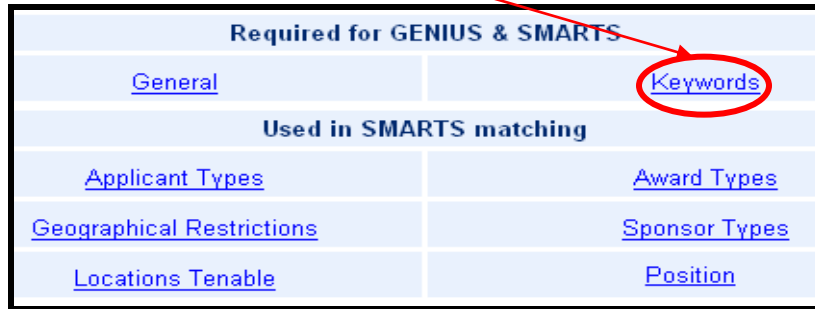 Required for GENIUS & SMARTS
General Keywords
Used in SMARTS matching
Applicant Types Award Types
Geographical Restrictions Sponsor Types
Locations Tenable Position